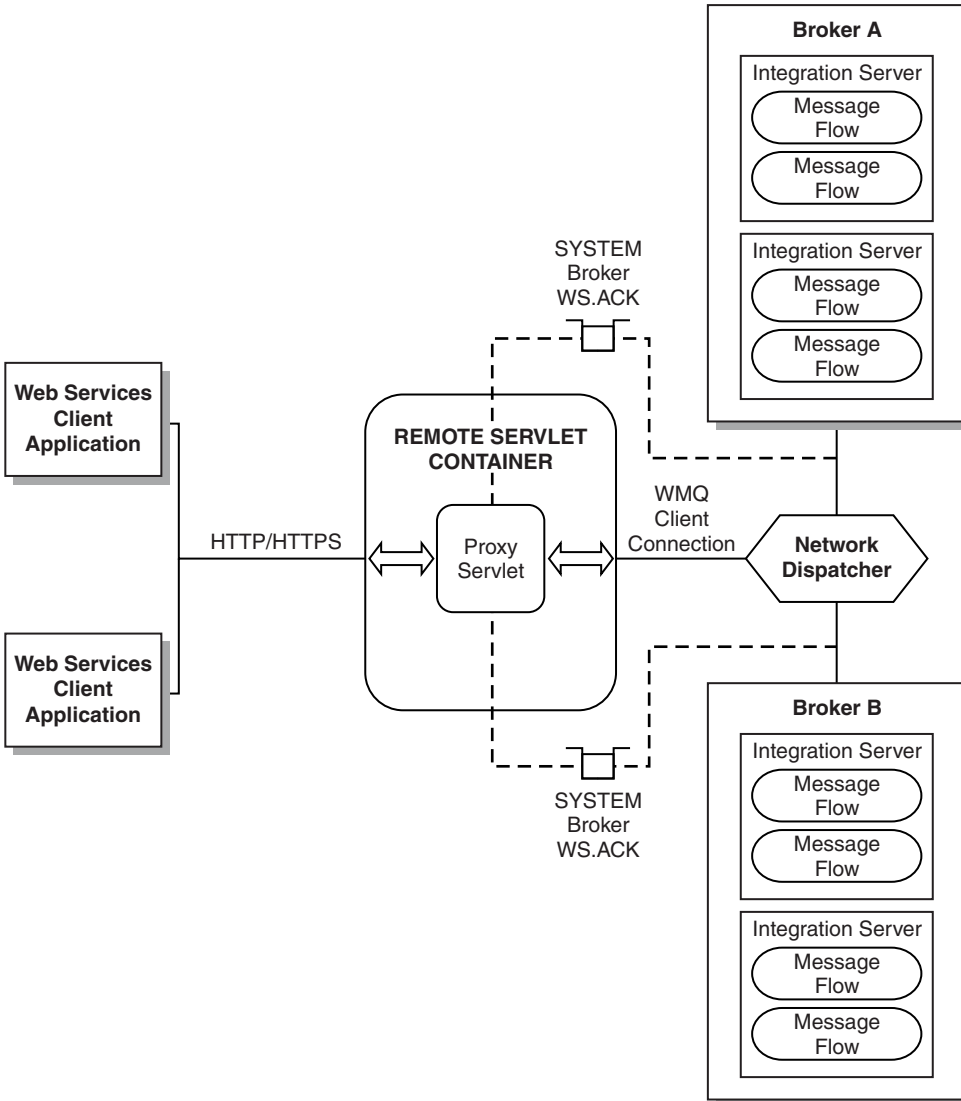 Web Services
Client
Application
Web Services
Client
Application
HTTP/HTTPS
REMOTE SERVLET
CONTAINER
Proxy
Servlet
SYSTEM
Broker
WS.ACK
WMQ
Client
Connection
SYSTEM
Broker
WS.ACK
Network
Dispatcher
Broker A
Integration Server
Message
Flow
Message
Flow
Integration Server
Message
Flow
Message
Flow
Broker B
Integration Server
Message
Flow
Message
Flow
Integration Server
Message
Flow
Message
Flow